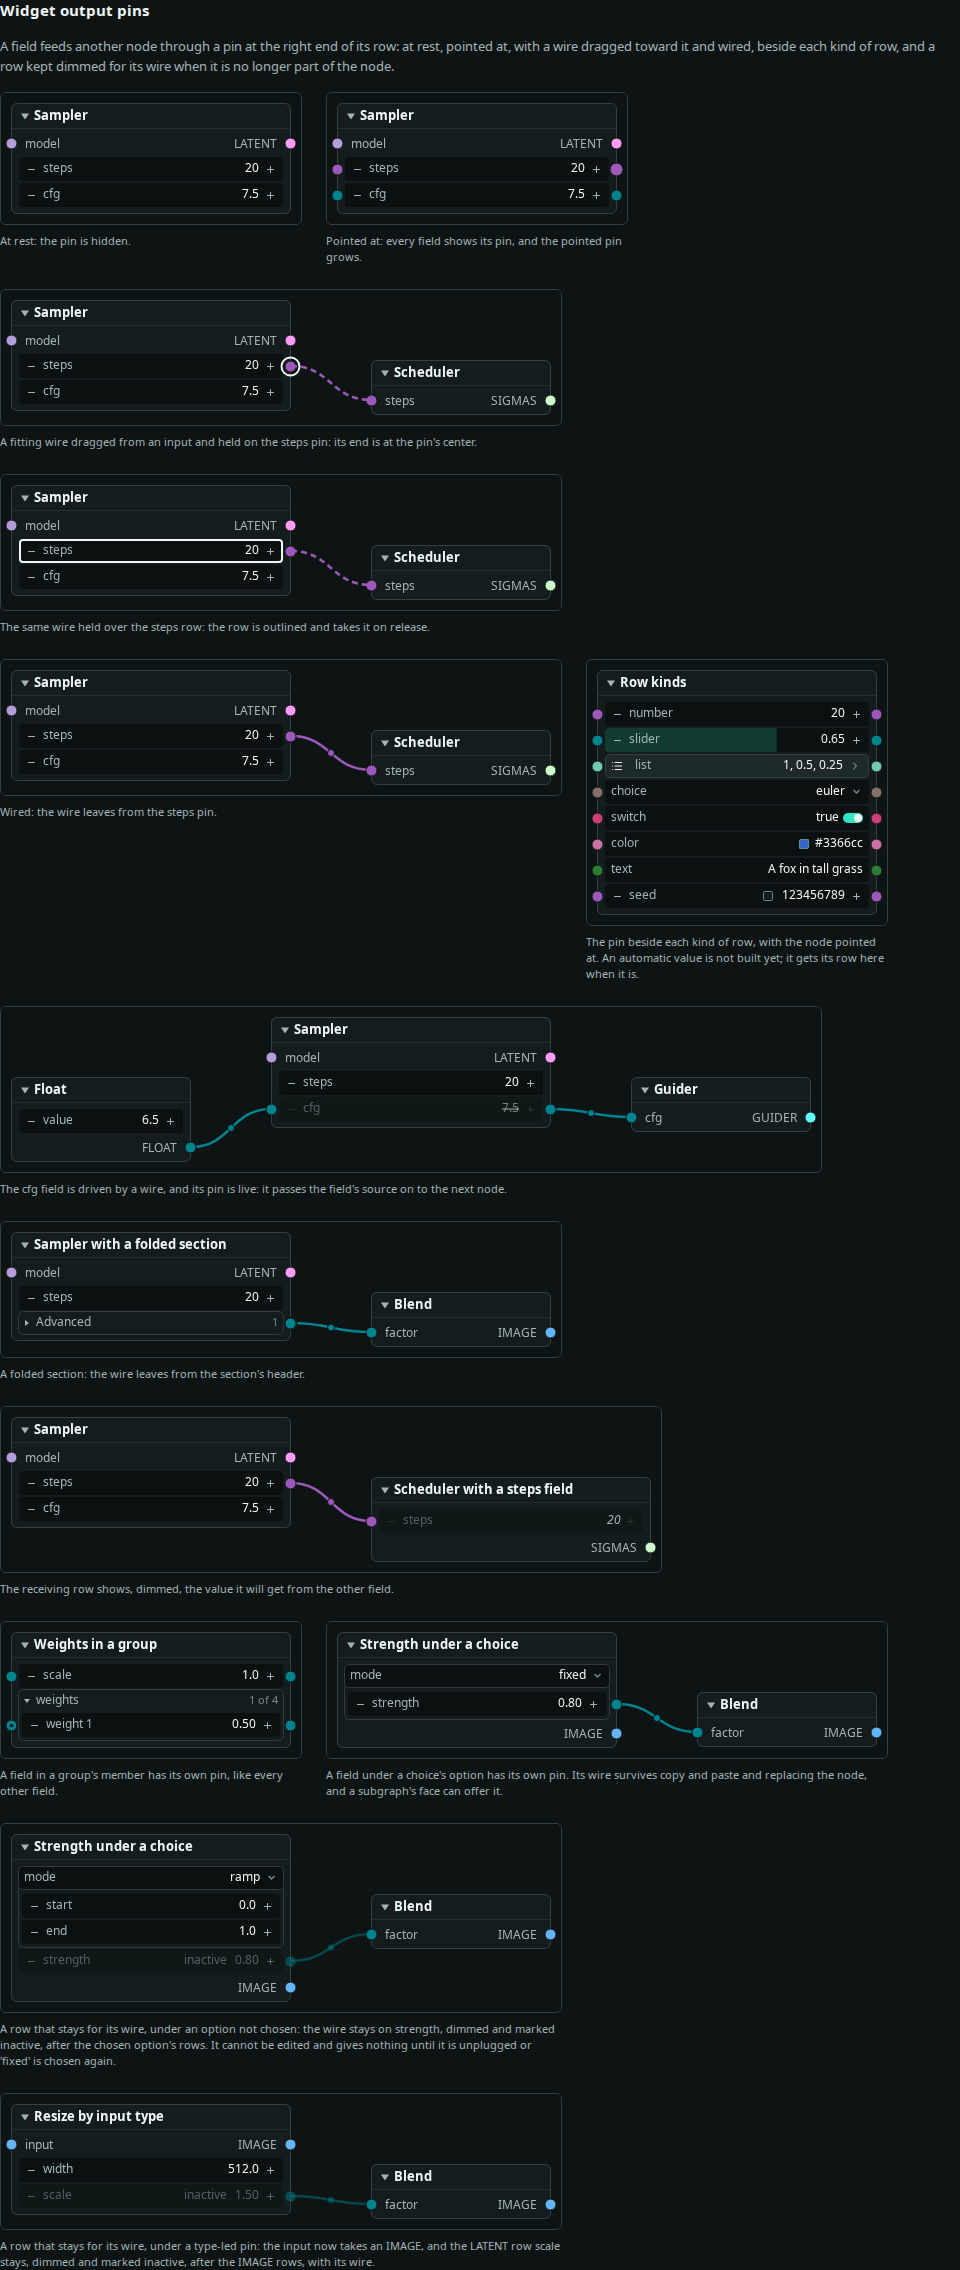 Widget output pins
A field feeds another node through a pin at the right end of its row: at rest, pointed at, with a wire dragged toward it and wired, beside each kind of row, and a
row kept dimmed for its wire when it is no longer part of the node.
Sampler
model LATENT
− steps 20 +
− cfg 7.5 +
At rest: the pin is hidden.
Sampler
model LATENT
− steps 20 +
− cfg 7.5 +
Pointed at: every field shows its pin, and the pointed pin
grows.
Sampler
model LATENT
− steps 20 +
− cfg 7.5 +
Scheduler
steps SIGMAS
A fitting wire dragged from an input and held on the steps pin: its end is at the pin's center.
Sampler
model LATENT
− steps 20 +
− cfg 7.5 +
Scheduler
steps SIGMAS
The same wire held over the steps row: the row is outlined and takes it on release.
Sampler
model LATENT
− steps 20 +
− cfg 7.5 +
Scheduler
steps SIGMAS
Wired: the wire leaves from the steps pin.
Row kinds
− number 20 +
− slider 0.65 +
list 1, 0.5, 0.25
choice euler
switch true
color #3366cc
text A fox in tall grass
− seed 123456789 +
The pin beside each kind of row, with the node pointed
at. An automatic value is not built yet; it gets its row here
when it is.
Float
− value 6.5 +
FLOAT
Sampler
model LATENT
− steps 20 +
− cfg 7.5 +
Guider
cfg GUIDER
The cfg field is driven by a wire, and its pin is live: it passes the field's source on to the next node.
Sampler with a folded section
model LATENT
− steps 20 +
Advanced 1
Blend
factor IMAGE
A folded section: the wire leaves from the section's header.
Sampler
model LATENT
− steps 20 +
− cfg 7.5 +
Scheduler with a steps field
− steps 20 +
SIGMAS
The receiving row shows, dimmed, the value it will get from the other field.
Weights in a group
− scale 1.0 +
weights 1 of 4
− weight 1 0.50 +
A field in a group's member has its own pin, like every
other field.
Strength under a choice
mode fixed
− strength 0.80 +
IMAGE
Blend
factor IMAGE
A field under a choice's option has its own pin. Its wire survives copy and paste and replacing the node,
and a subgraph's face can offer it.
Strength under a choice
mode ramp
− start 0.0 +
− end 1.0 +
− strength inactive 0.80 +
IMAGE
Blend
factor IMAGE
A row that stays for its wire, under an option not chosen: the wire stays on strength, dimmed and marked
inactive, after the chosen option's rows. It cannot be edited and gives nothing until it is unplugged or
'fixed' is chosen again.
Resize by input type
input IMAGE
− width 512.0 +
− scale inactive 1.50 +
Blend
factor IMAGE
A row that stays for its wire, under a type-led pin: the input now takes an IMAGE, and the LATENT row scale
stays, dimmed and marked inactive, after the IMAGE rows, with its wire.